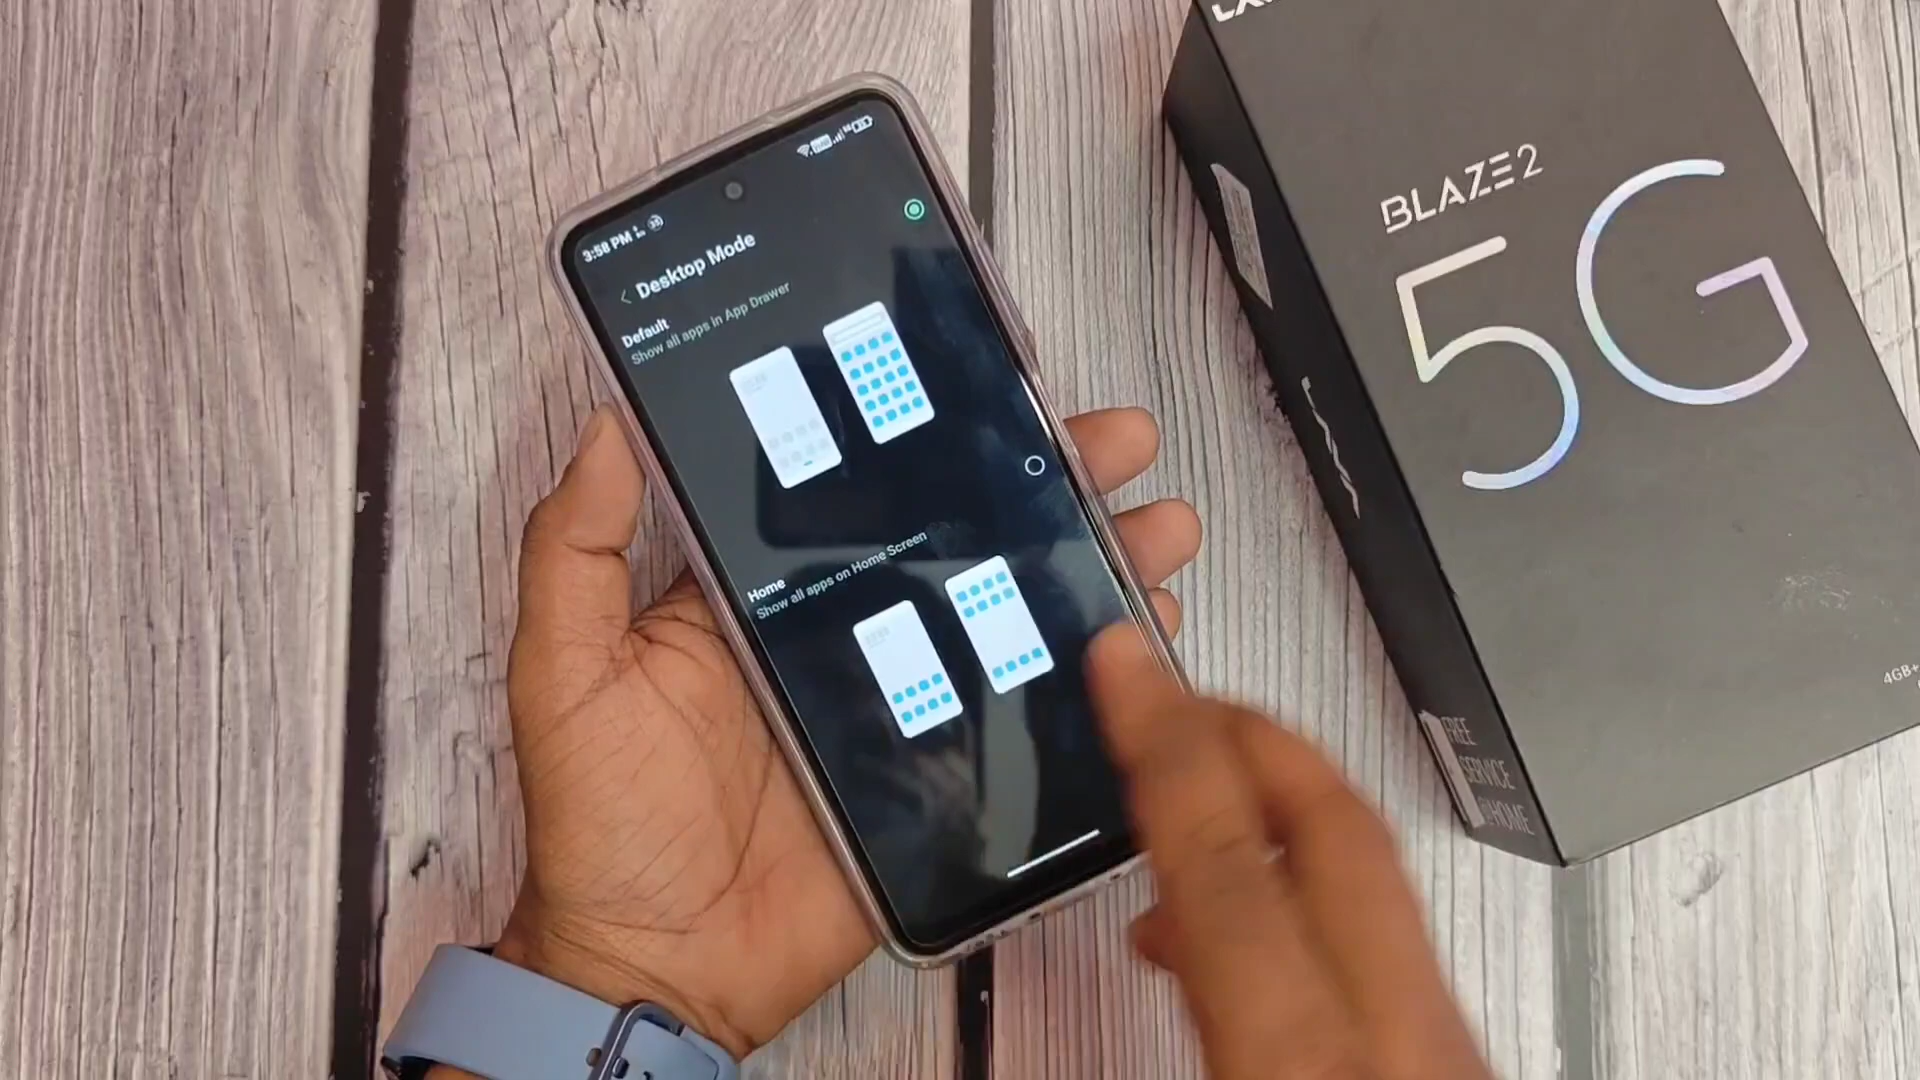 3:58 PM
Desktop Mode
Default
Show all apps in App Drawer
Home
Show all apps on Home Screen
BLAZE 2
5G
LAVA
4GB+
FREE
SERVICE
@HOME